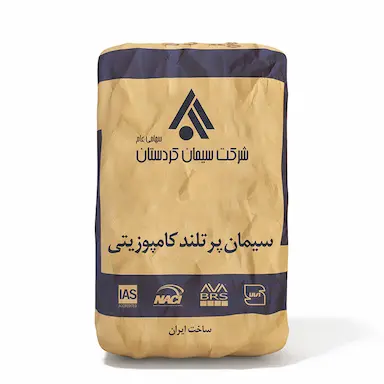 سهامی عام
شرکت سیمان کردستان
سیمان پرتلند کامپوزیتی
IAS
NACI
AVA
BRS
ساخت ایران